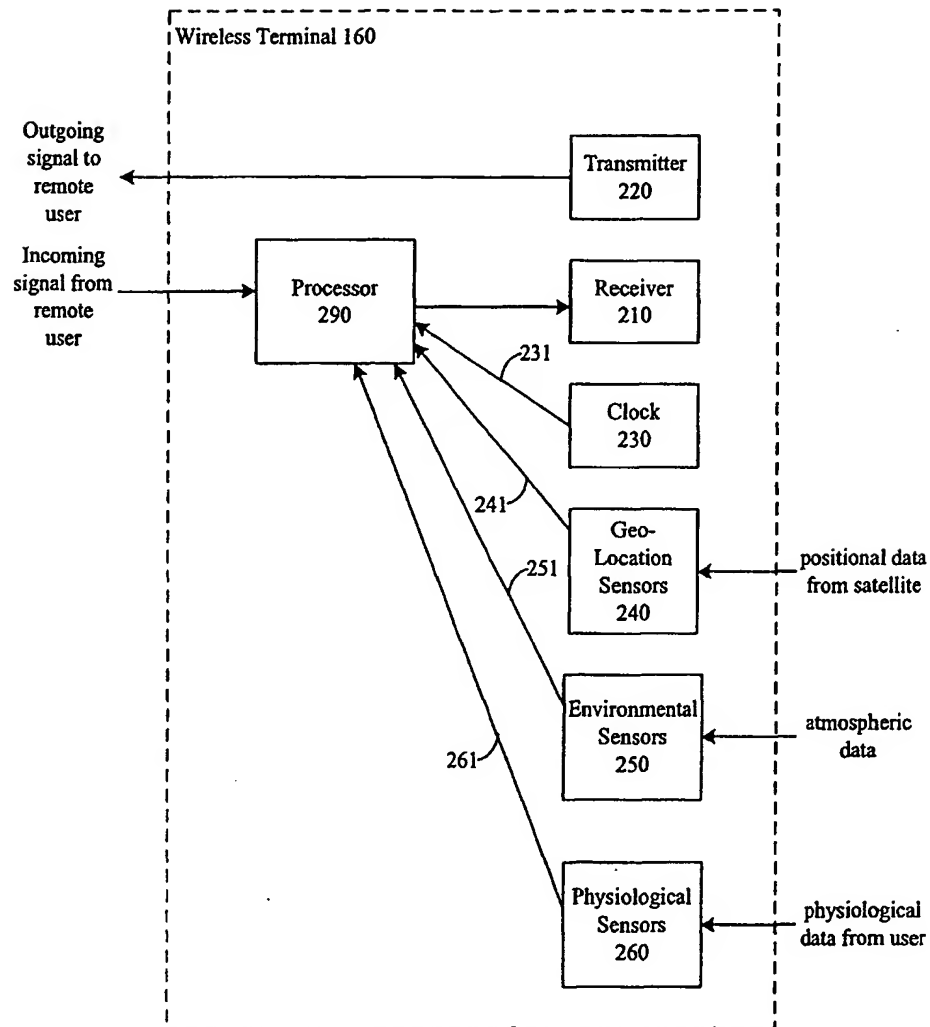 Wireless Terminal 160
Outgoing
signal to
remote
user
Transmitter
220
Incoming
signal from
remote
user
Processor
290
Receiver
210
231
Clock
230
241
Geo-
Location
Sensors
240
positional data
from satellite
251
Environmental
Sensors
250
atmospheric
data
261
Physiological
Sensors
260
physiological
data from user